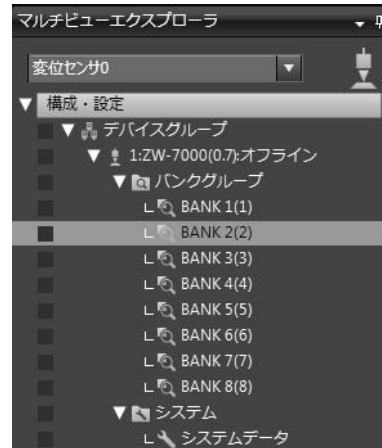 マルチビューエクスプローラ
変位センサ0
構成・設定
デバイスグループ
1:ZW-7000(0.7):オフライン
バンクグループ
BANK 1(1)
BANK 2(2)
BANK 3(3)
BANK 4(4)
BANK 5(5)
BANK 6(6)
BANK 7(7)
BANK 8(8)
システム
システムデータ